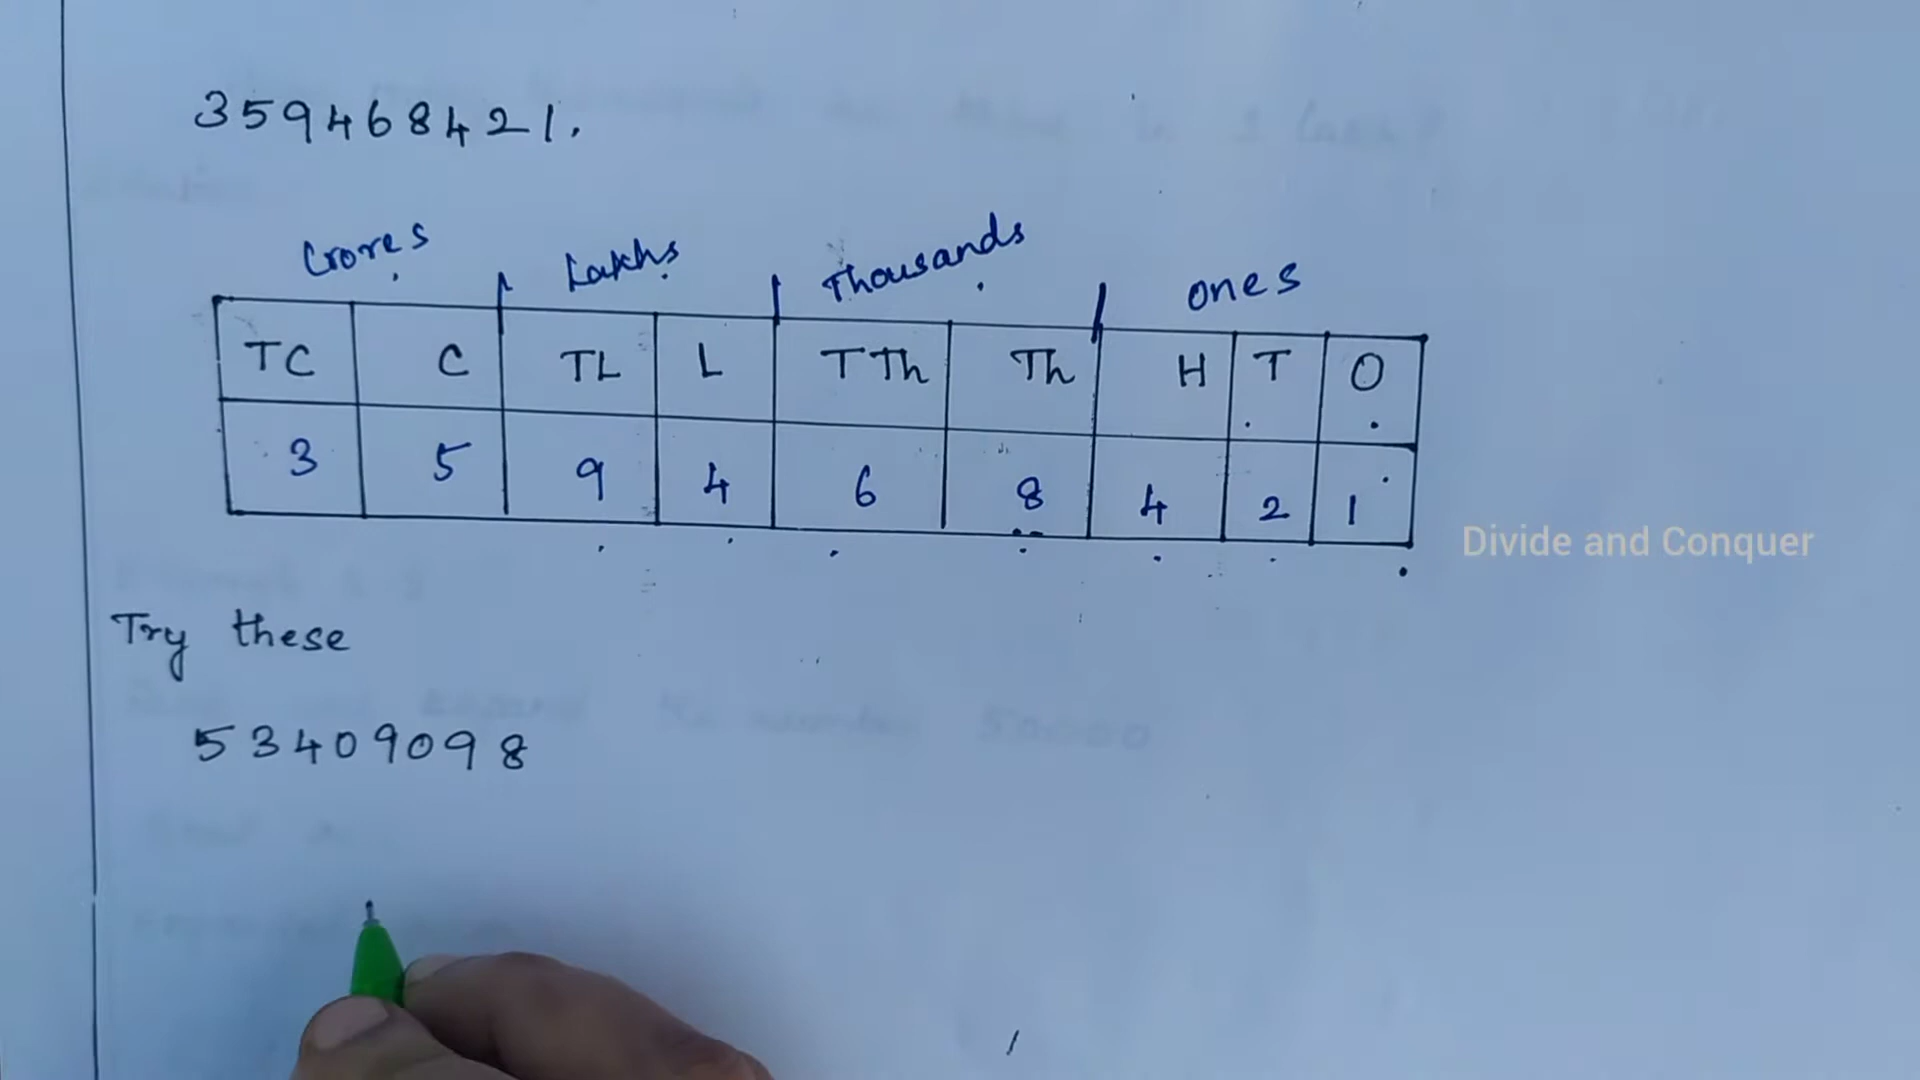 359468421.
Crores Lakhs Thousands ones
TC C TL L T Th Th H T O
3 5 9 4 6 8 4 2 1
Divide and Conquer
Try these
53409098